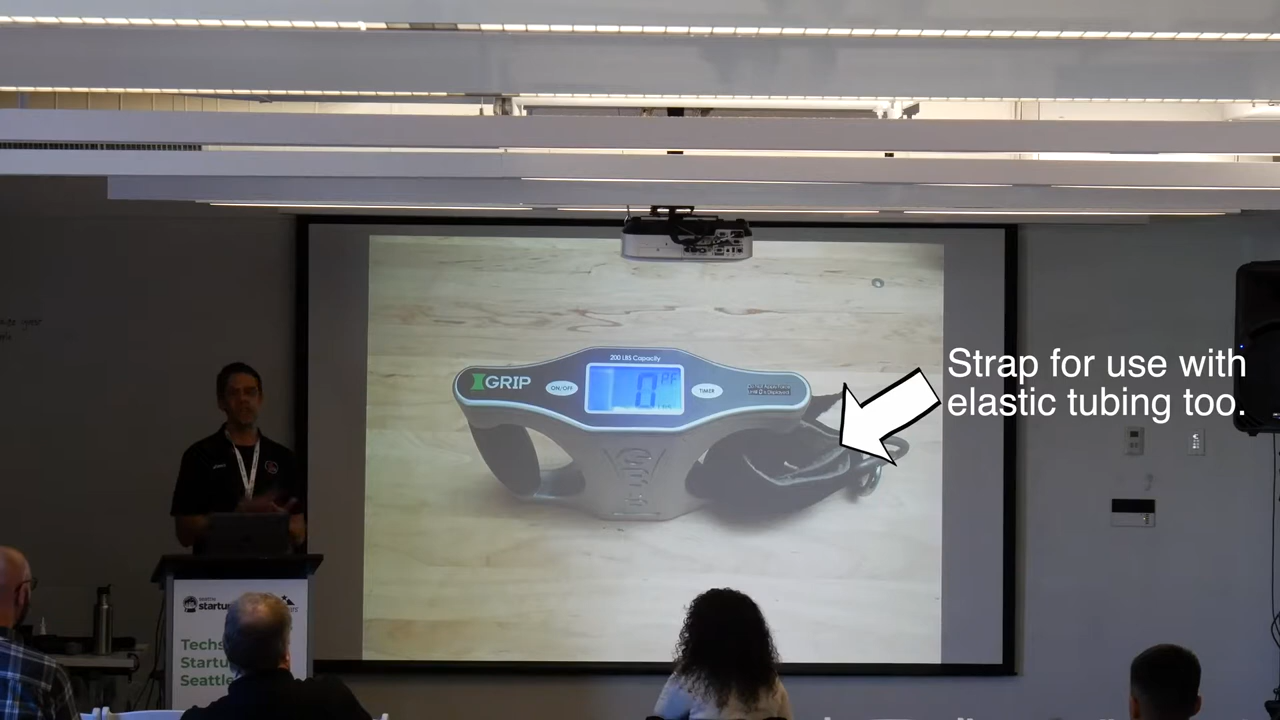 200 LBS Capacity
GRIP
ON/OFF
0
PF
TIMER
Strap for use with
elastic tubing too.
startup
Techs
Startu
Seattle